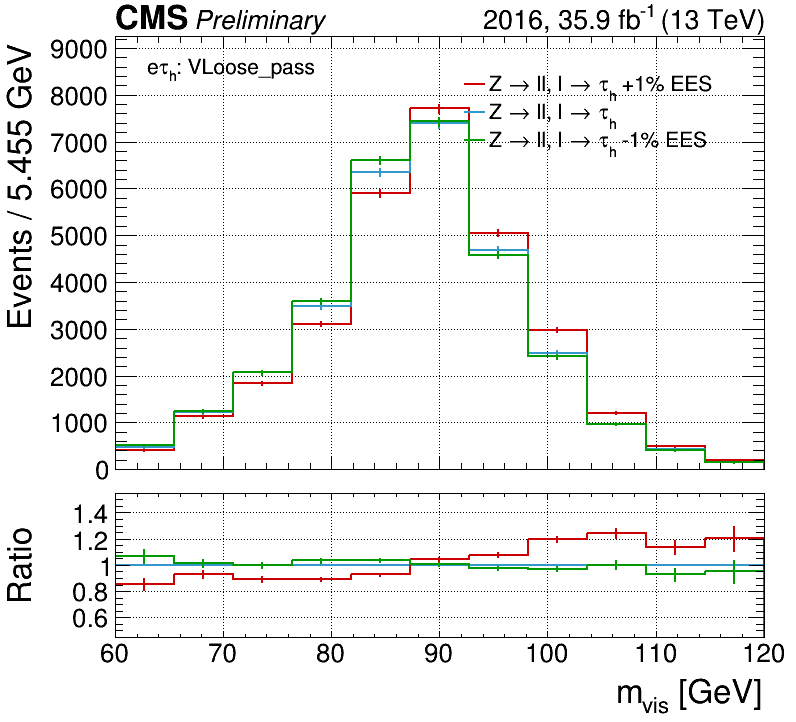 CMS Preliminary 2016, 35.9 fb⁻¹ (13 TeV)
Events / 5.455 GeV
9000
8000
7000
6000
5000
4000
3000
2000
1000
0
eτₕ: VLoose_pass
Z → ll, l → τₕ +1% EES
Z → ll, l → τₕ
Z → ll, l → τₕ -1% EES
Ratio
1.4
1.2
1
0.8
0.6
60 70 80 90 100 110 120
m_vis [GeV]